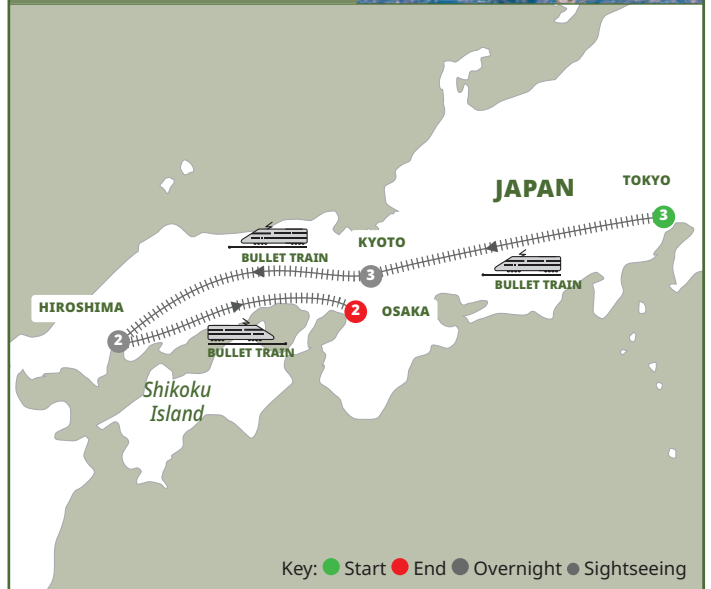 TOKYO
JAPAN
3
KYOTO
BULLET TRAIN
3
BULLET TRAIN
HIROSHIMA
2
OSAKA
2
BULLET TRAIN
Shikoku
Island
Key: Start End Overnight Sightseeing